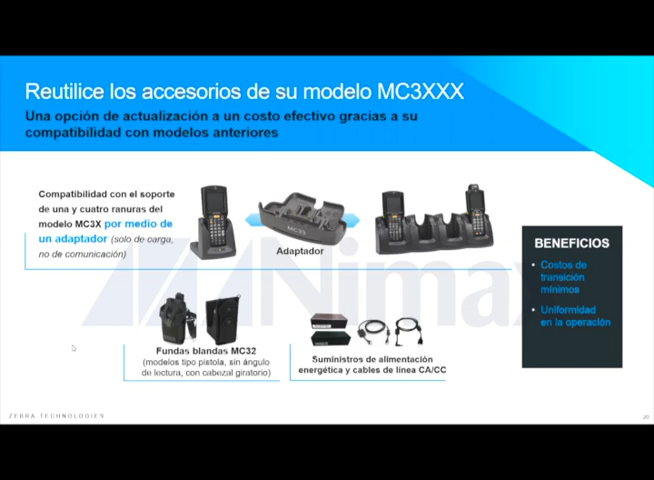 Reutilice los accesorios de su modelo MC3XXX
Una opción de actualización a un costo efectivo gracias a su
compatibilidad con modelos anteriores
Compatibilidad con el soporte
de una y cuatro ranuras del
modelo MC3X por medio de
un adaptador (solo de carga,
no de comunicación)
MC33
Adaptador
BENEFICIOS
• Costos de
transición
mínimos
• Uniformidad
en la operación
Nimax
Fundas blandas MC32
(modelos tipo pistola, sin ángulo
de lectura, con cabezal giratorio)
Suministros de alimentación
energética y cables de línea CA/CC
ZEBRA TECHNOLOGIES
20